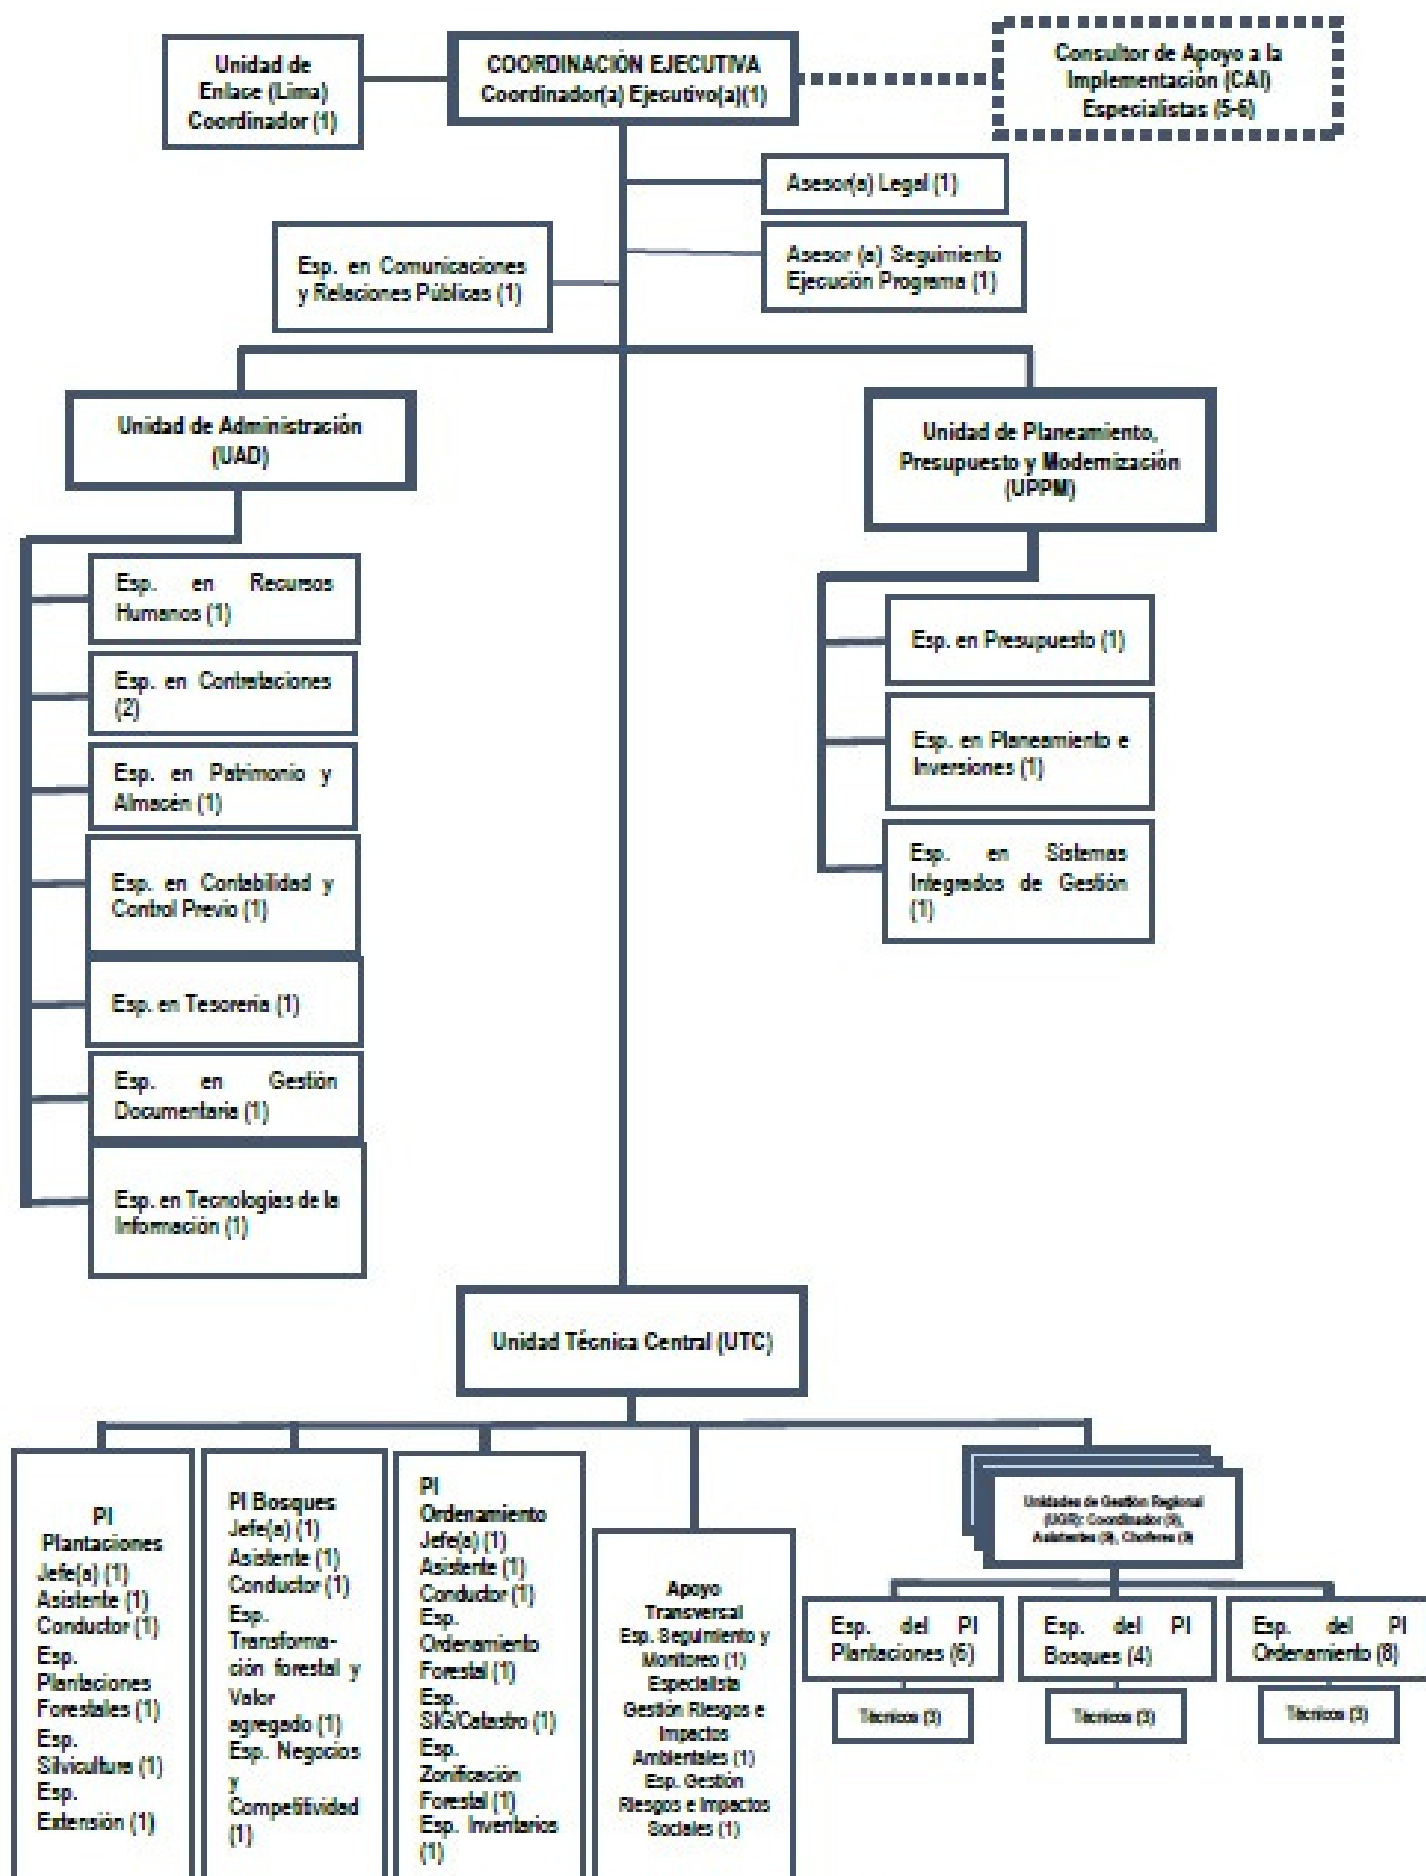 Unidad de
Enlace (Lima)
Coordinador (1)
COORDINACIÓN EJECUTIVA
Coordinador(a) Ejecutivo(a)(1)
Consultor de Apoyo a la
Implementación (CAI)
Especialistas (5-6)
Asesor(a) Legal (1)
Esp. en Comunicaciones
y Relaciones Públicas (1)
Asesor (a) Seguimiento
Ejecución Programa (1)
Unidad de Administración
(UAD)
Unidad de Planeamiento,
Presupuesto y Modernización
(UPPM)
Esp. en Recursos
Humanos (1)
Esp. en Contrataciones
(2)
Esp. en Patrimonio y
Almacén (1)
Esp. en Contabilidad y
Control Previo (1)
Esp. en Tesorería (1)
Esp. en Gestión
Documentaria (1)
Esp. en Tecnologías de la
Información (1)
Esp. en Presupuesto (1)
Esp. en Planeamiento e
Inversiones (1)
Esp. en Sistemas
Integrados de Gestión
(1)
Unidad Técnica Central (UTC)
PI
Plantaciones
Jefe(a) (1)
Asistente (1)
Conductor (1)
Esp.
Plantaciones
Forestales (1)
Esp.
Silvicultura (1)
Esp.
Extensión (1)
PI Bosques
Jefe(a) (1)
Asistente (1)
Conductor (1)
Esp.
Transforma-
ción forestal y
Valor
agregado (1)
Esp. Negocios
y
Competitividad
(1)
PI
Ordenamiento
Jefe(a) (1)
Asistente (1)
Conductor (1)
Esp.
Ordenamiento
Forestal (1)
Esp.
SIG/Catastro (1)
Esp.
Zonificación
Forestal (1)
Esp. Inventarios
(1)
Apoyo
Transversal
Esp. Seguimiento y
Monitoreo (1)
Especialista
Gestión Riesgos e
Impactos
Ambientales (1)
Esp. Gestión
Riesgos e Impactos
Sociales (1)
Unidades de Gestión Regional
(UGR): Coordinador
Asistentes Choferes
Esp. del PI
Plantaciones (6)
Técnicos (3)
Esp. del PI
Bosques (4)
Técnicos (3)
Esp. del PI
Ordenamiento (8)
Técnicos (3)